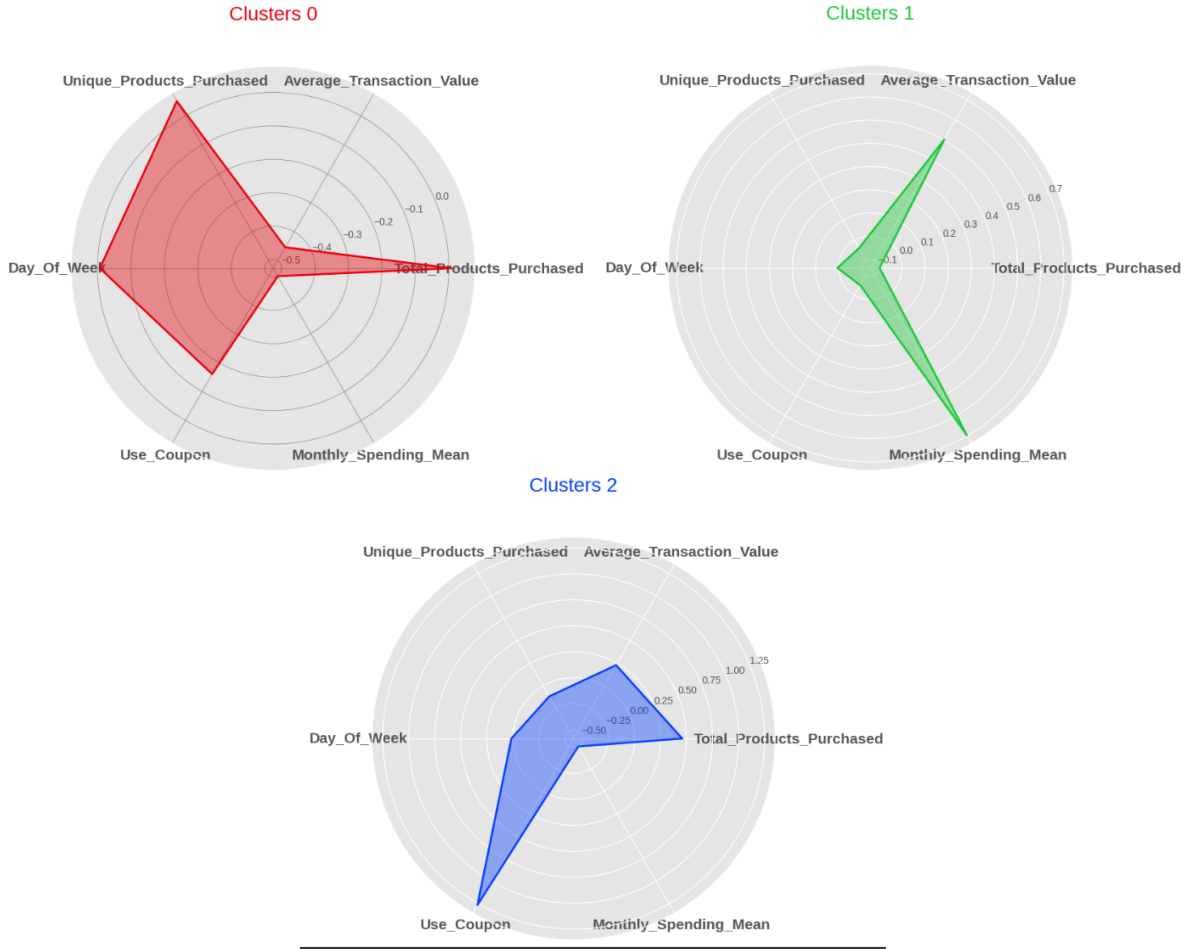 Clusters 0
Unique_Products_Purchased
Average_Transaction_Value
0.0
−0.1
−0.2
−0.3
−0.4
−0.5
Day_Of_Week
Total_Products_Purchased
Use_Coupon
Monthly_Spending_Mean
Clusters 1
Unique_Products_Purchased
Average_Transaction_Value
0.7
0.6
0.5
0.4
0.3
0.2
0.1
0.0
−0.1
Day_Of_Week
Total_Products_Purchased
Use_Coupon
Monthly_Spending_Mean
Clusters 2
Unique_Products_Purchased
Average_Transaction_Value
1.25
1.00
0.75
0.50
0.25
0.00
−0.25
−0.50
Day_Of_Week
Total_Products_Purchased
Use_Coupon
Monthly_Spending_Mean